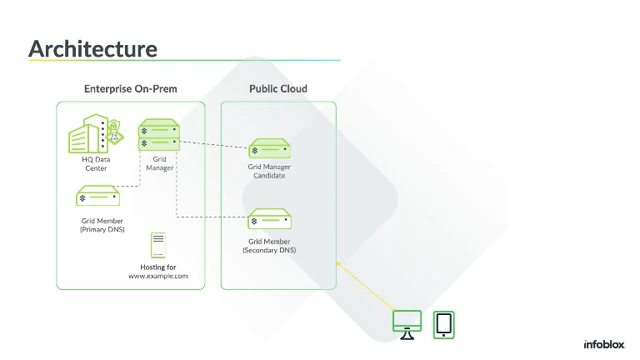 Architecture
Enterprise On-Prem
Public Cloud
HQ Data
Center
Grid
Manager
Grid Manager
Candidate
Grid Member
(Primary DNS)
Grid Member
(Secondary DNS)
Hosting for
www.example.com
infoblox